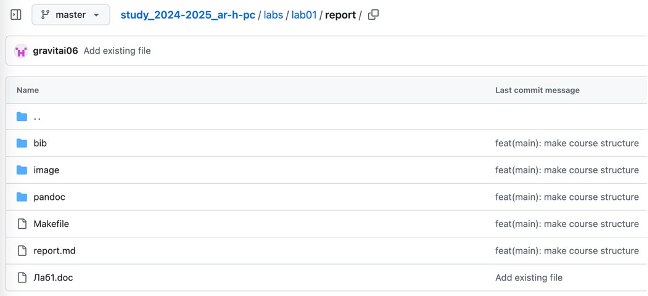 master study_2024-2025_ar-h-pc / labs / lab01 / report /
gravitai06 Add existing file
Name Last commit message
..
bib feat(main): make course structure
image feat(main): make course structure
pandoc feat(main): make course structure
Makefile feat(main): make course structure
report.md feat(main): make course structure
Лаб1.doc Add existing file